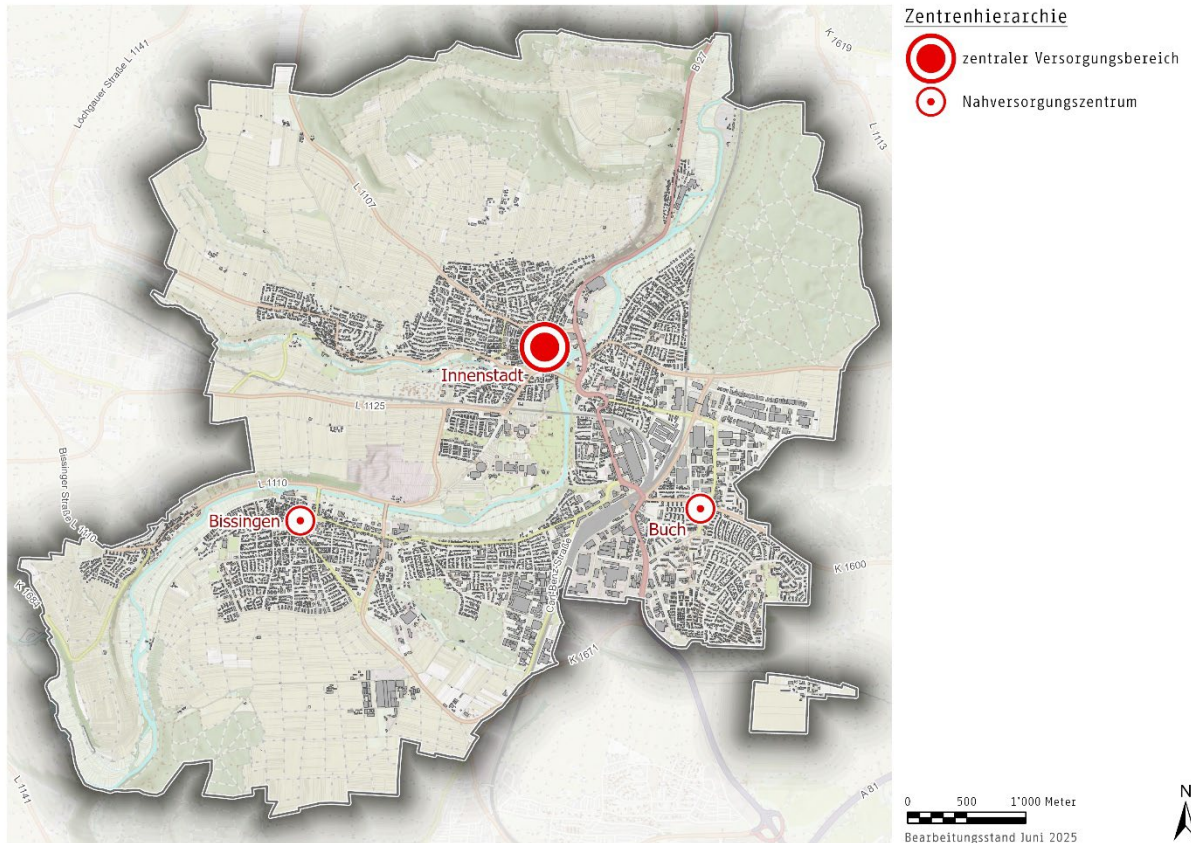 Zentrenhierarchie
zentraler Versorgungsbereich
Nahversorgungszentrum
Löchgauer Straße L 1141
B 27
K 1619
L 1113
L 1107
Innenstadt
L 1125
L 1110
Bissinger Straße L 1010
Bissingen
Buch
Carl-Benz-Straße
K 1600
K 1671
L 1141
A 81
0 500 1'000 Meter
Bearbeitungsstand Juni 2025
N